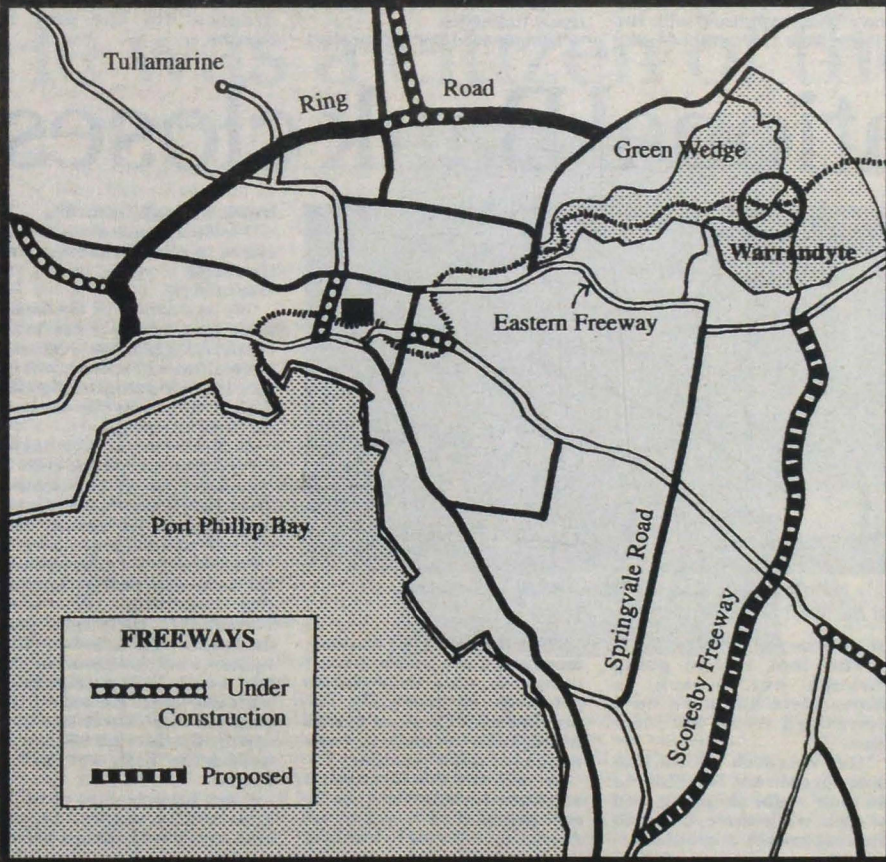 Tullamarine
Ring Road
Green Wedge
Warrandyte
Eastern Freeway
Port Phillip Bay
Springvale Road
Scoresby Freeway
FREEWAYS
Under
Construction
Proposed